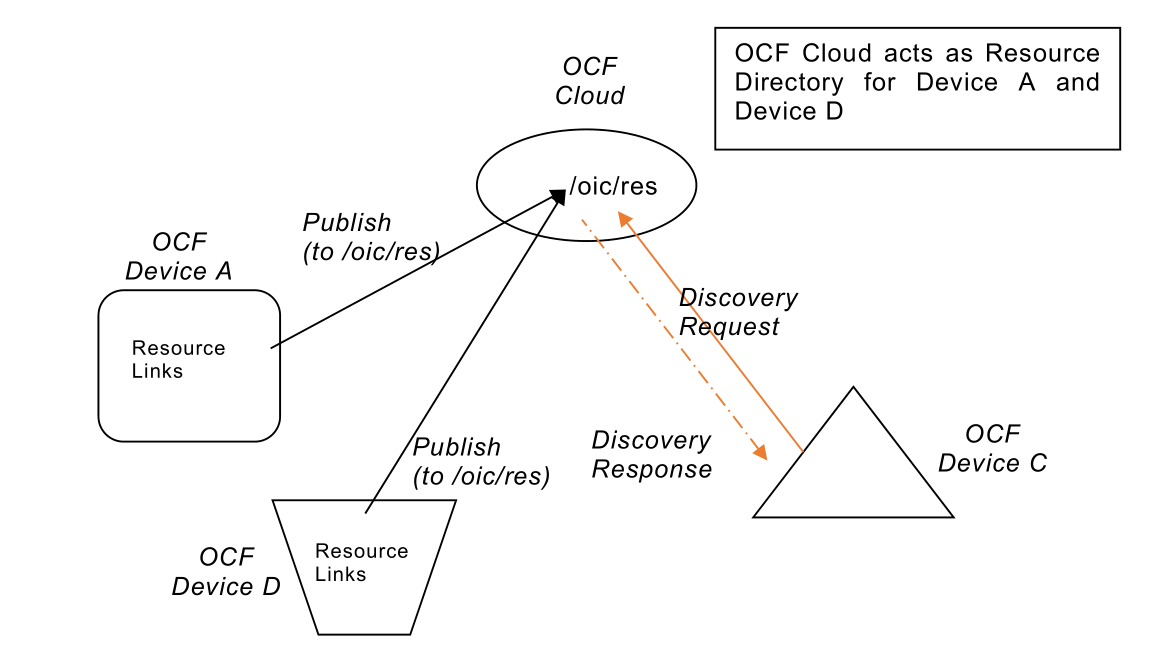 OCF
Cloud
OCF Cloud acts as Resource
Directory for Device A and
Device D
/oic/res
Publish
(to /oic/res)
OCF
Device A
Resource
Links
Discovery
Request
Publish
(to /oic/res)
Discovery
Response
OCF
Device C
OCF
Device D
Resource
Links